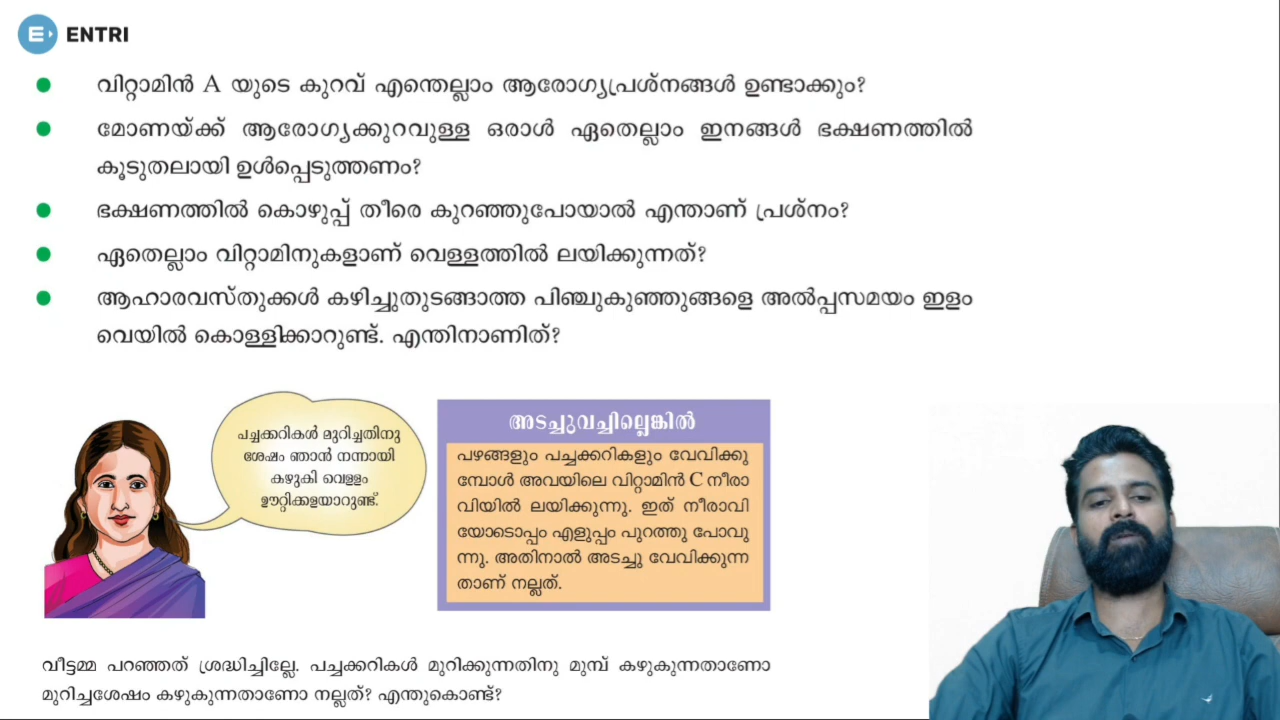 ENTRI
വിറ്റാമിൻ A യുടെ കുറവ് എന്തെല്ലാം ആരോഗ്യപ്രശ്നങ്ങൾ ഉണ്ടാക്കും?
മോണയ്ക്ക് ആരോഗ്യക്കുറവുള്ള ഒരാൾ ഏതെല്ലാം ഇനങ്ങൾ ഭക്ഷണത്തിൽ
കൂടുതലായി ഉൾപ്പെടുത്തണം?
ഭക്ഷണത്തിൽ കൊഴുപ്പ് തീരെ കുറഞ്ഞുപോയാൽ എന്താണ് പ്രശ്നം?
ഏതെല്ലാം വിറ്റാമിനുകളാണ് വെള്ളത്തിൽ ലയിക്കുന്നത്?
ആഹാരവസ്തുക്കൾ കഴിച്ചുതുടങ്ങാത്ത പിഞ്ചുകുഞ്ഞുങ്ങളെ അൽപ്പസമയം ഇളം
വെയിൽ കൊള്ളിക്കാറുണ്ട്. എന്തിനാണിത്?
പച്ചക്കറികൾ മുറിച്ചതിനു
ശേഷം ഞാൻ നന്നായി
കഴുകി വെള്ളം
ഊറ്റിക്കളയാറുണ്ട്.
അടച്ചുവച്ചില്ലെങ്കിൽ
പഴങ്ങളും പച്ചക്കറികളും വേവിക്കു
മ്പോൾ അവയിലെ വിറ്റാമിൻ C നീരാ
വിയിൽ ലയിക്കുന്നു. ഇത് നീരാവി
യോടൊപ്പം എളുപ്പം പുറത്തു പോവു
ന്നു. അതിനാൽ അടച്ചു വേവിക്കുന്ന
താണ് നല്ലത്.
വീട്ടമ്മ പറഞ്ഞത് ശ്രദ്ധിച്ചില്ലേ. പച്ചക്കറികൾ മുറിക്കുന്നതിനു മുമ്പ് കഴുകുന്നതാണോ
മുറിച്ചശേഷം കഴുകുന്നതാണോ നല്ലത്? എന്തുകൊണ്ട്?